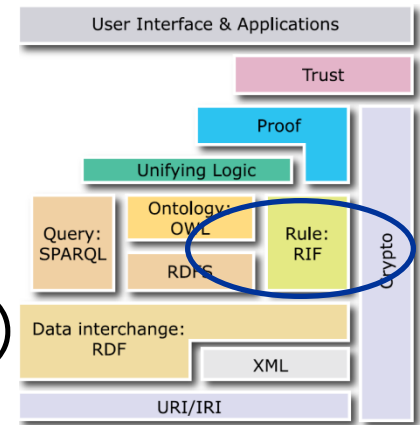 User Interface & Applications
Trust
Proof
Unifying Logic
Query:
SPARQL
Ontology:
OWL
RDFS
Rule:
RIF
Crypto
Data interchange:
RDF
XML
URI/IRI
)